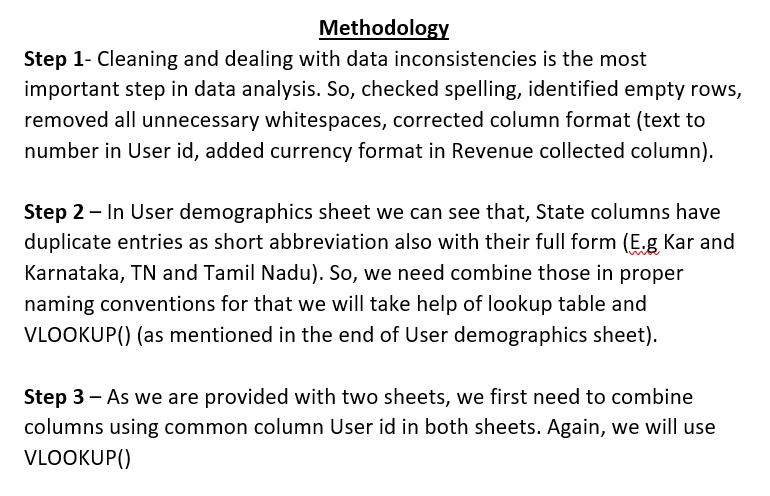 Methodology
Step 1- Cleaning and dealing with data inconsistencies is the most
important step in data analysis. So, checked spelling, identified empty rows,
removed all unnecessary whitespaces, corrected column format (text to
number in User id, added currency format in Revenue collected column).
Step 2 – In User demographics sheet we can see that, State columns have
duplicate entries as short abbreviation also with their full form (E.g Kar and
Karnataka, TN and Tamil Nadu). So, we need combine those in proper
naming conventions for that we will take help of lookup table and
VLOOKUP() (as mentioned in the end of User demographics sheet).
Step 3 – As we are provided with two sheets, we first need to combine
columns using common column User id in both sheets. Again, we will use
VLOOKUP()